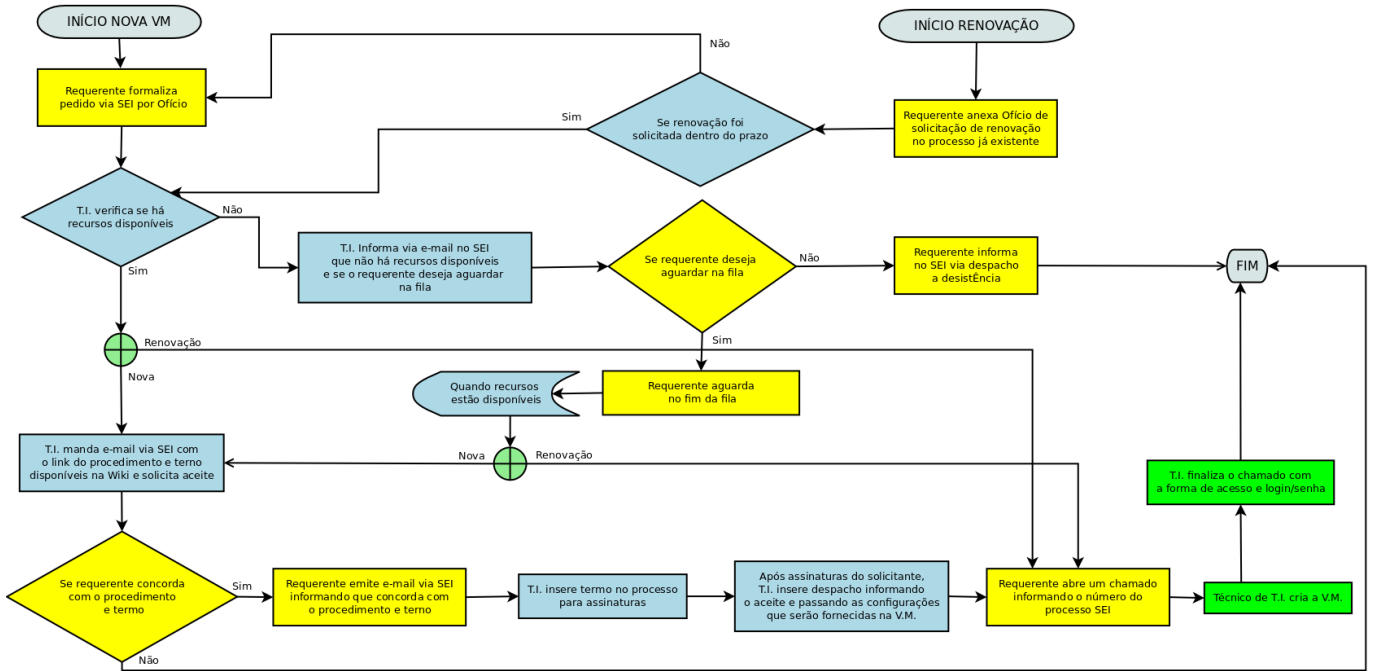 INÍCIO NOVA VM
INÍCIO RENOVAÇÃO
Não
Requerente formaliza
pedido via SEI por Ofício
Sim
Se renovação foi
solicitada dentro do prazo
Requerente anexa Ofício de
solicitação de renovação
no processo já existente
T.I. verifica se há
recursos disponíveis
Não
T.I. Informa via e-mail no SEI
que não há recursos disponíveis
e se o requerente deseja aguardar
na fila
Se requerente deseja
aguardar na fila
Não
Requerente informa
no SEI via despacho
a desistÊncia
FIM
Sim
Renovação
Sim
Nova
Quando recursos
estão disponíveis
Requerente aguarda
no fim da fila
T.I. manda e-mail via SEI com
o link do procedimento e terno
disponíveis na Wiki e solicita aceite
Nova
Renovação
T.I. finaliza o chamado com
a forma de acesso e login/senha
Se requerente concorda
com o procedimento
e termo
Sim
Requerente emite e-mail via SEI
informando que concorda com
o procedimento e terno
T.I. insere termo no processo
para assinaturas
Após assinaturas do solicitante,
T.I. insere despacho informando
o aceite e passando as configurações
que serão fornecidas na V.M.
Requerente abre um chamado
informando o número do
processo SEI
Técnico de T.I. cria a V.M.
Não